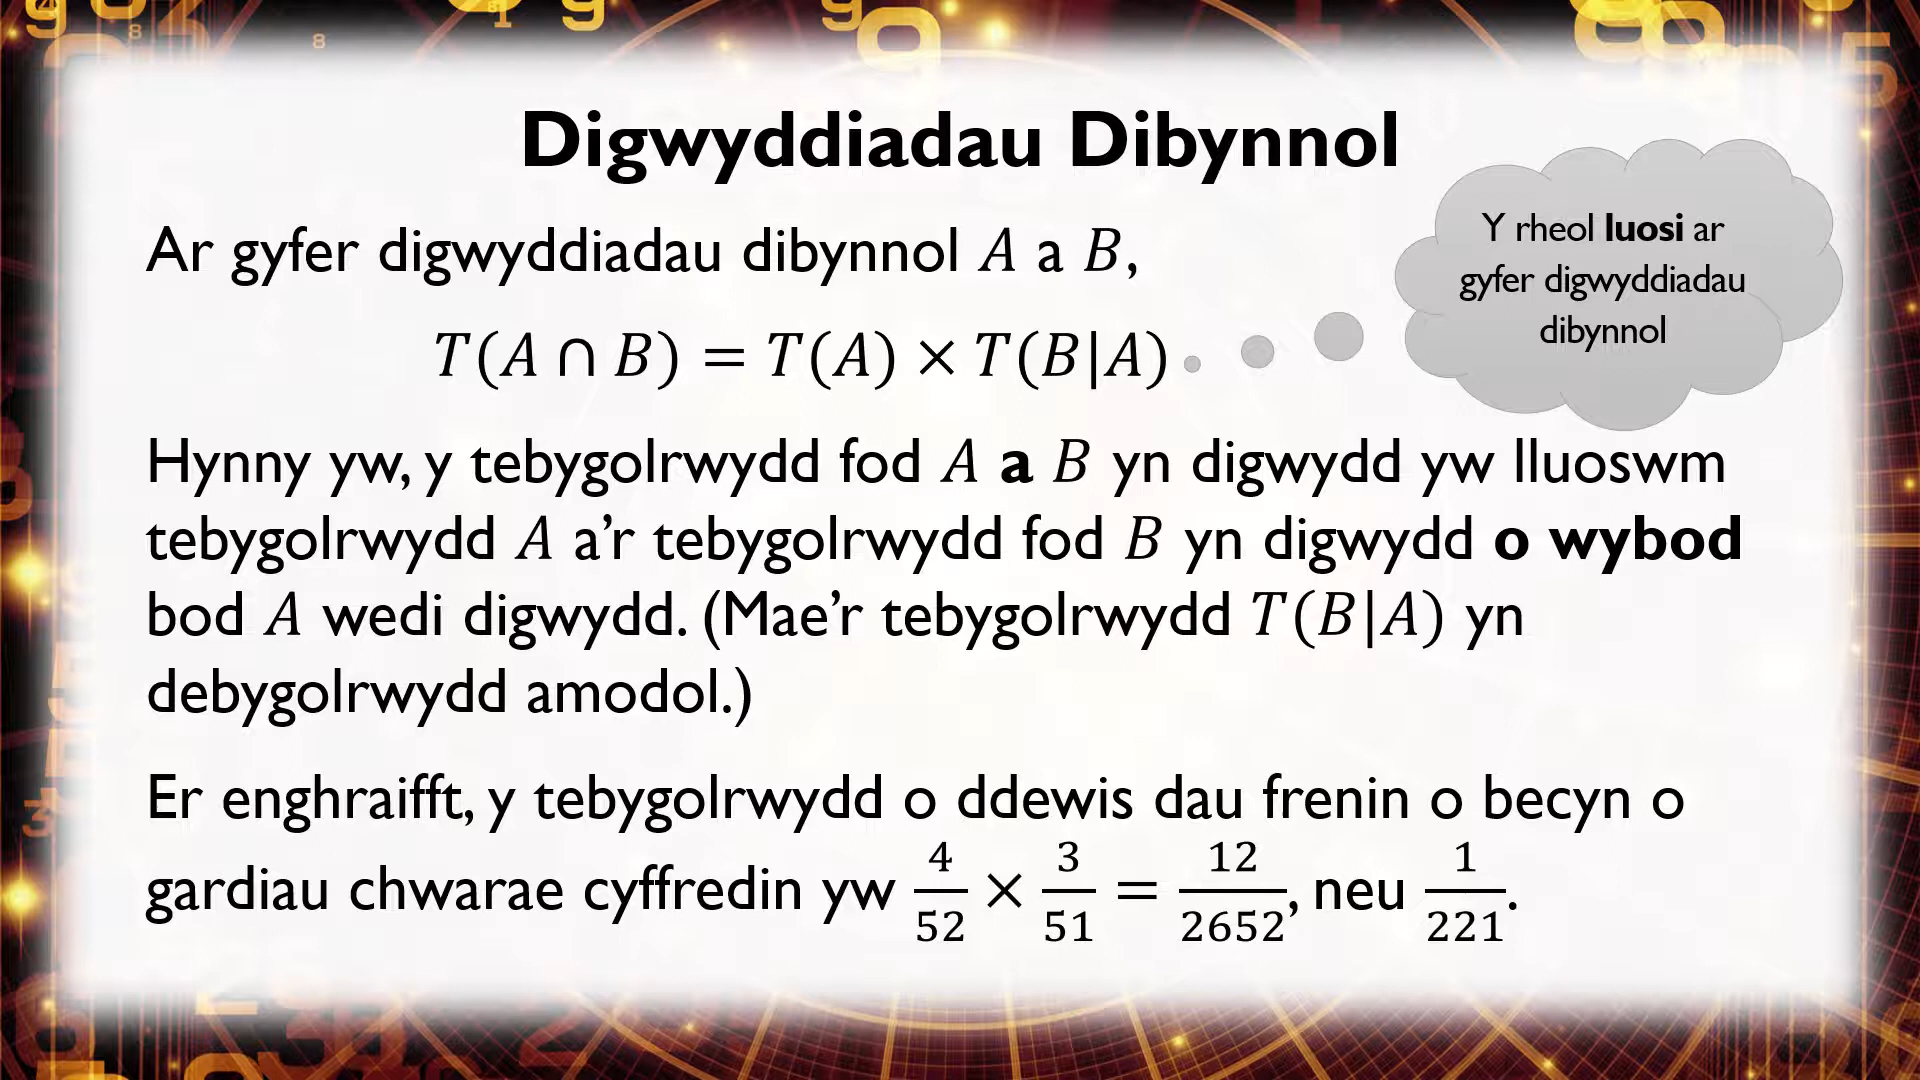 Digwyddiadau Dibynnol
Ar gyfer digwyddiadau dibynnol A a B,
T(A ∩ B) = T(A) × T(B|A)
Y rheol luosi ar
gyfer digwyddiadau
dibynnol
Hynny yw, y tebygolrwydd fod A a B yn digwydd yw lluoswm
tebygolrwydd A a’r tebygolrwydd fod B yn digwydd o wybod
bod A wedi digwydd. (Mae’r tebygolrwydd T(B|A) yn
debygolrwydd amodol.)
Er enghraifft, y tebygolrwydd o ddewis dau frenin o becyn o
gardiau chwarae cyffredin yw 4/52 × 3/51 = 12/2652, neu 1/221.